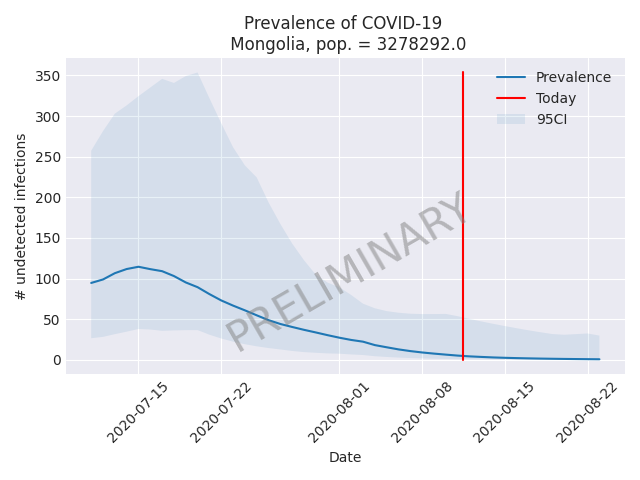 Prevalence of COVID-19
Mongolia, pop. = 3278292.0
350
300
250
200
150
100
50
0
# undetected infections
Prevalence
Today
95CI
PRELIMINARY
2020-07-15
2020-07-22
2020-08-01
2020-08-08
2020-08-15
2020-08-22
Date